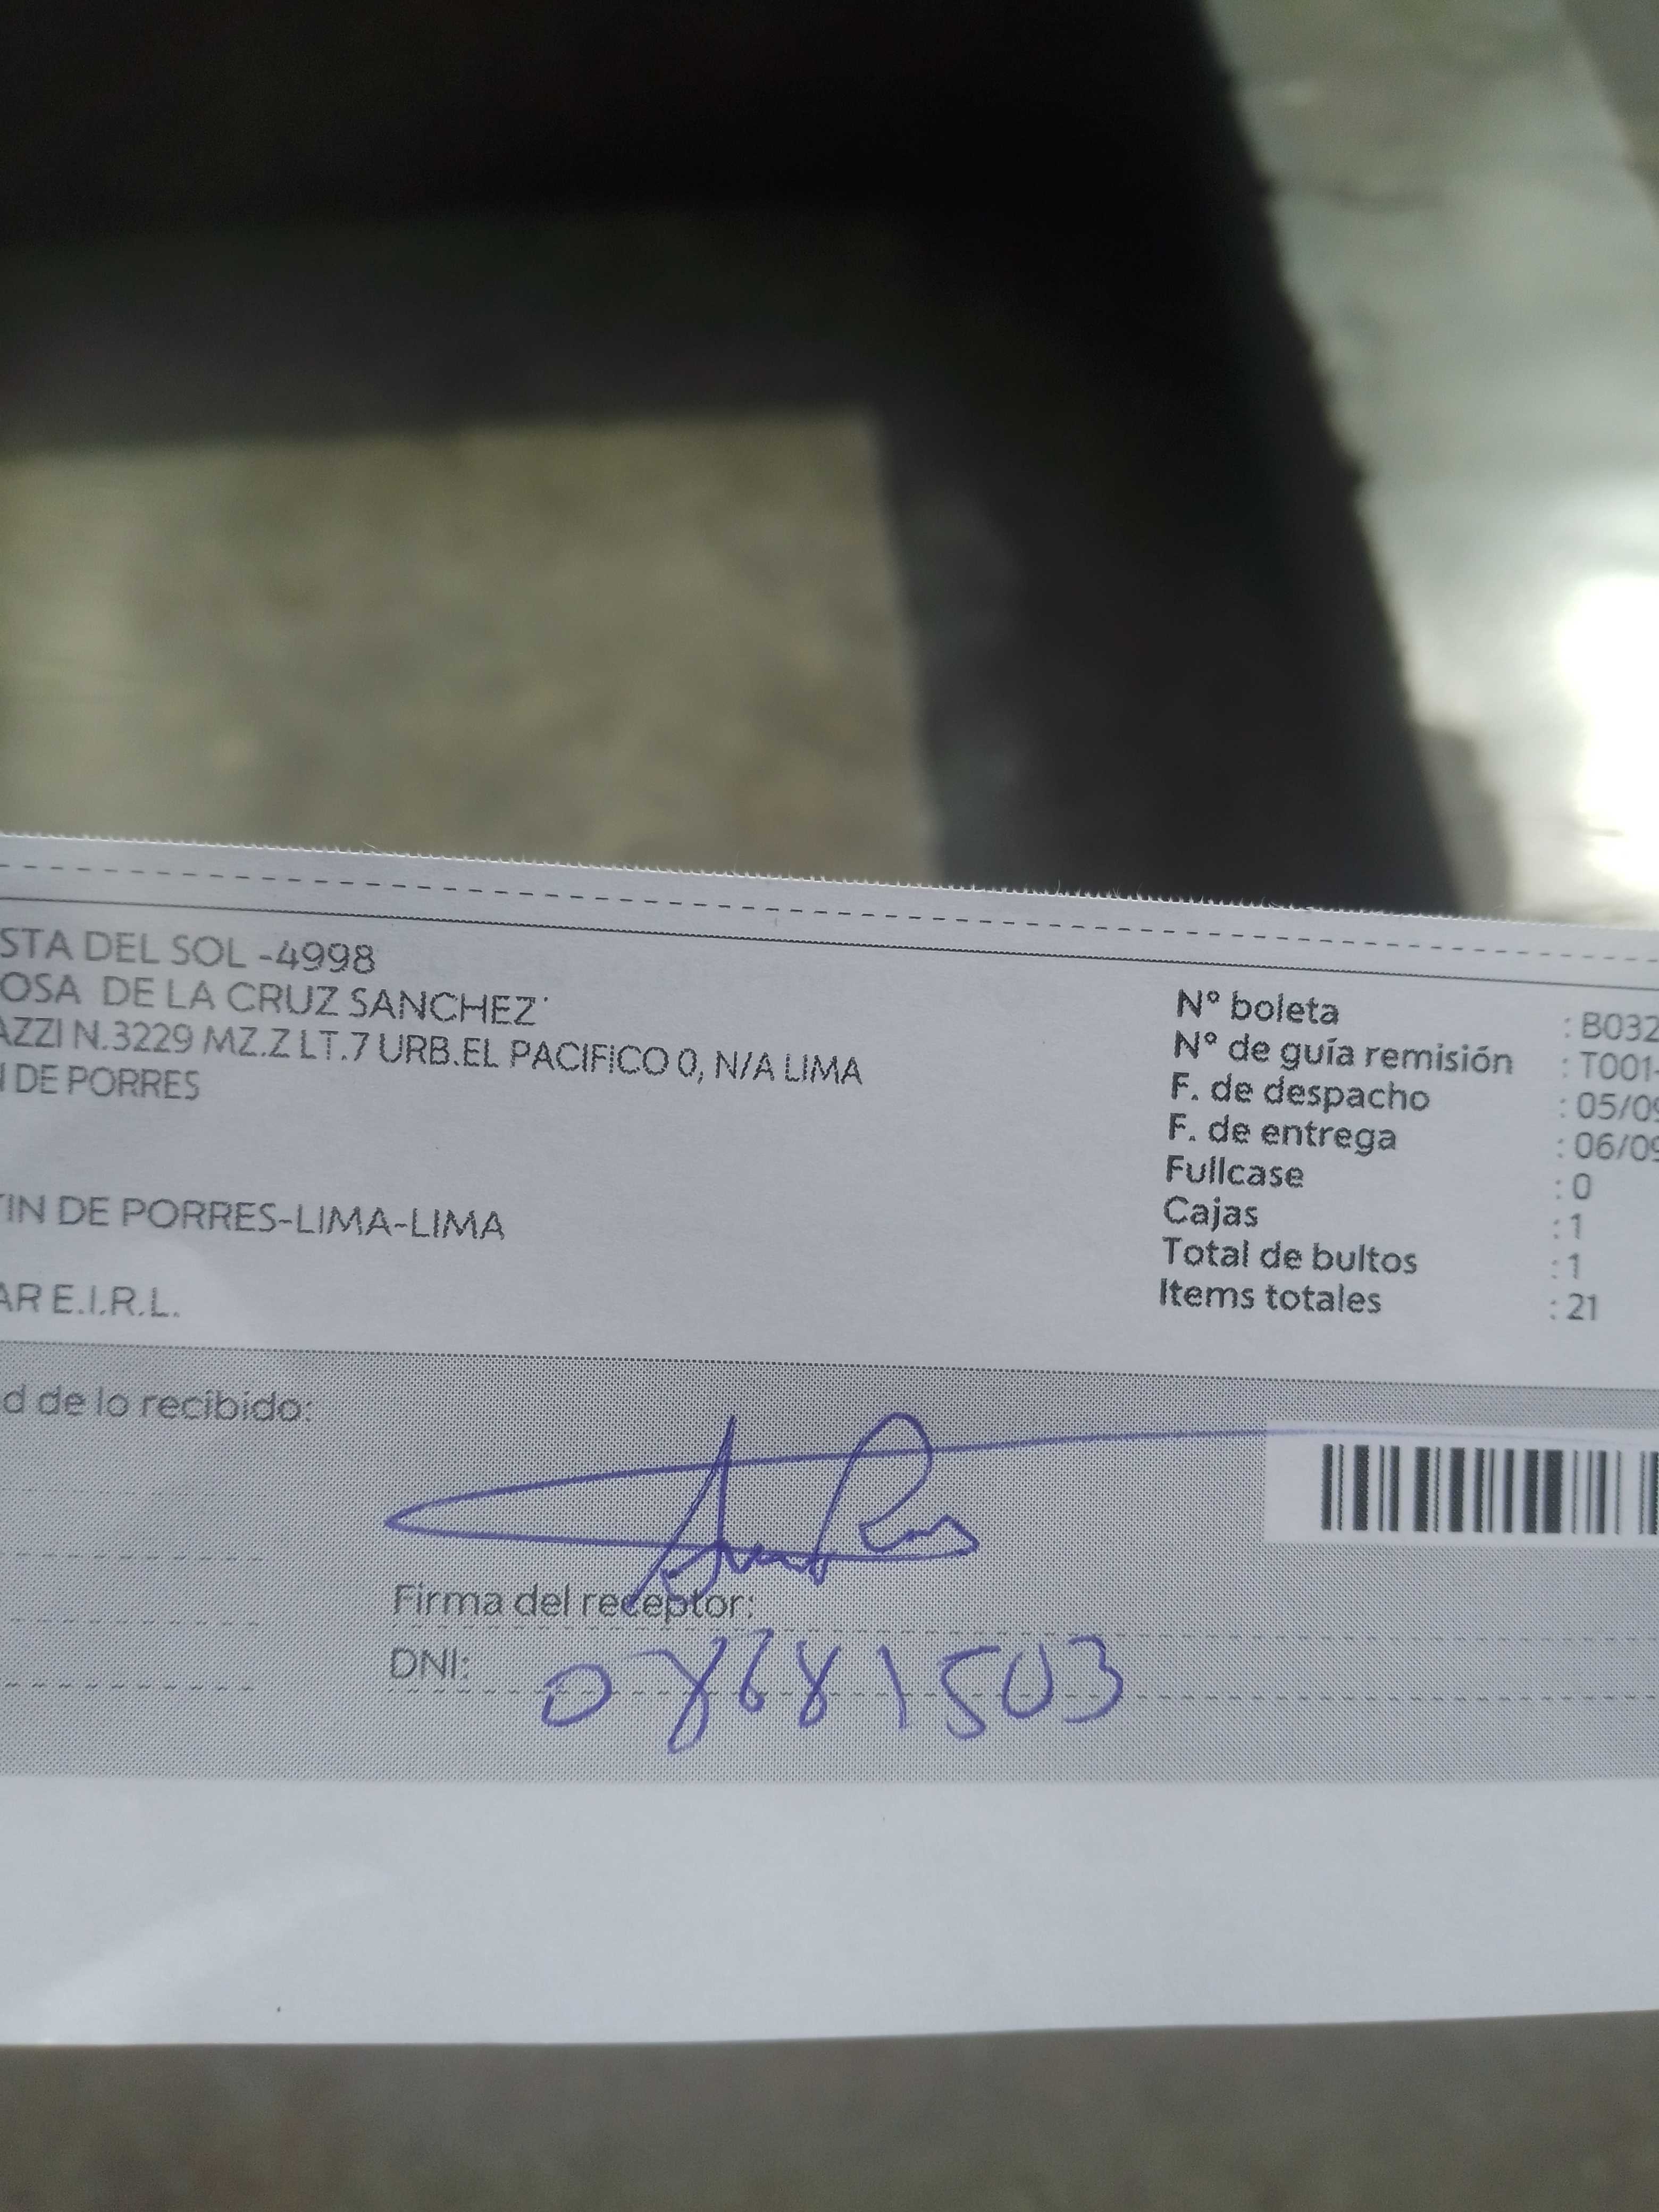 STA DEL SOL -4998
OSA DE LA CRUZ SANCHEZ
AZZI N.3229 MZ.Z LT.7 URB.EL PACIFICO 0, N/A LIMA
DE PORRES
TIN DE PORRES-LIMA-LIMA
AR E.I.R.L.
N° boleta : B032
N° de guía remisión : T001-
F. de despacho : 05/09
F. de entrega : 06/09
Fullcase : 0
Cajas : 1
Total de bultos : 1
Items totales : 21
d de lo recibido:
Firma del receptor:
DNI: 08681503